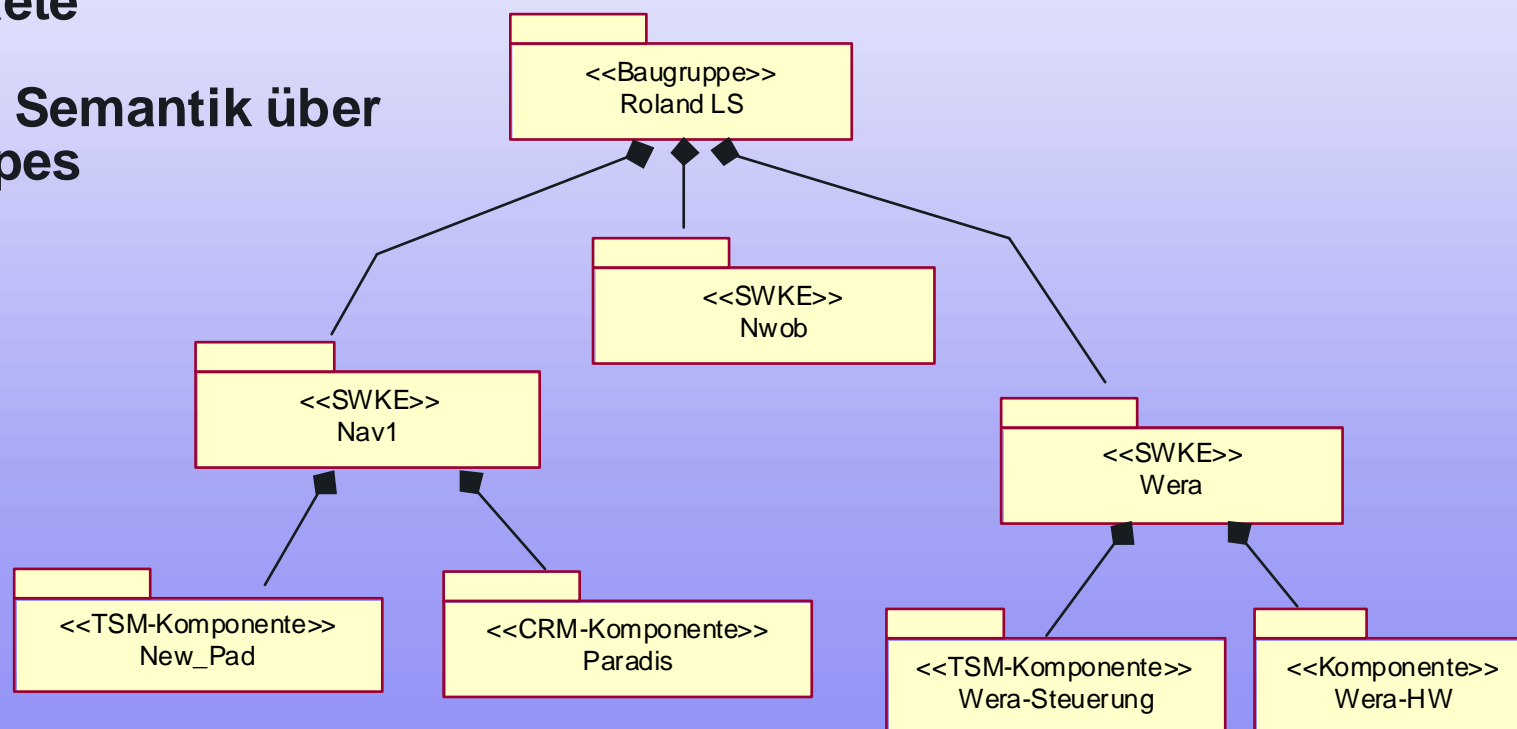 Semantik über
<<Baugruppe>>
Roland LS
<<SWKE>>
Nwob
<<SWKE>>
Nav1
<<SWKE>>
Wera
<<TSM-Komponente>>
New_Pad
<<CRM-Komponente>>
Paradis
<<TSM-Komponente>>
Wera-Steuerung
<<Komponente>>
Wera-HW